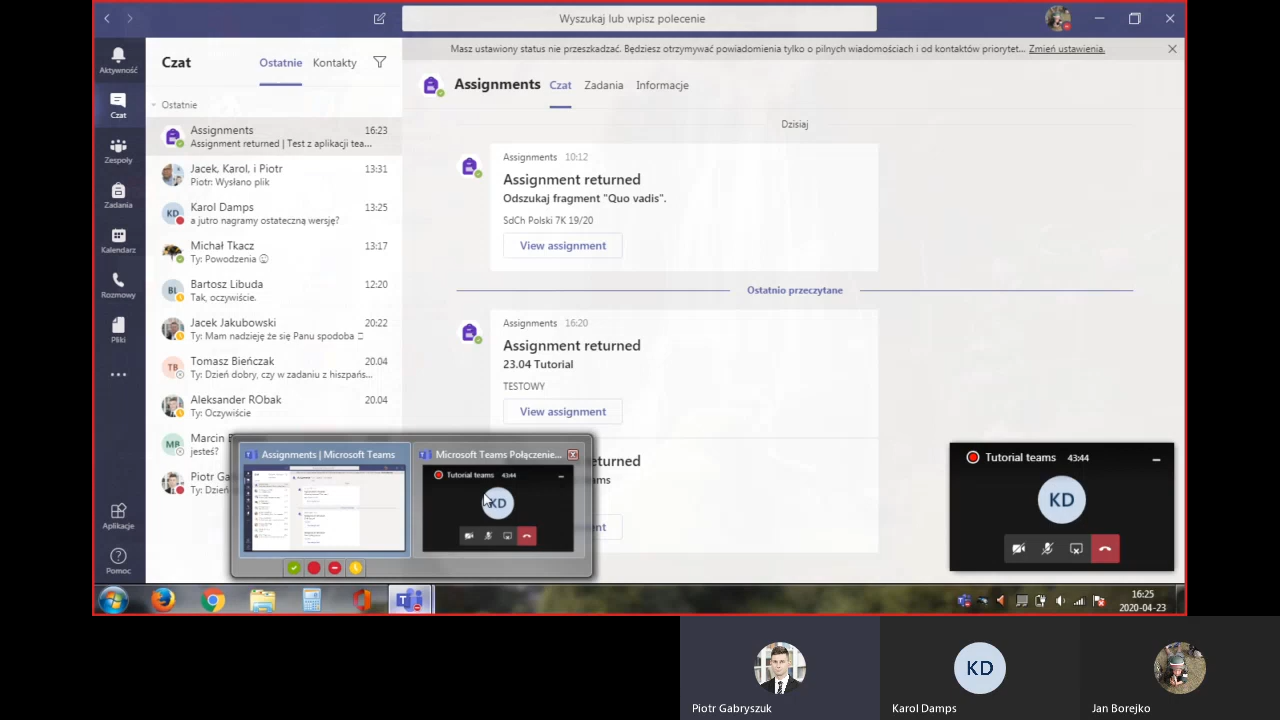 Wyszukaj lub wpisz polecenie
Aktywność
Czat
Zespoły
Zadania
Kalendarz
Rozmowy
Pliki
Aplikacje
Pomoc
Czat
Ostatnie
Kontakty
Ostatnie
Assignments 16:23
Assignment returned | Test z aplikacji tea...
Jacek, Karol, i Piotr 13:31
Piotr: Wysłano plik
KD
Karol Damps 13:25
a jutro nagramy ostateczną wersję?
Michał Tkacz 13:17
Ty: Powodzenia
BL
Bartosz Libuda 12:20
Tak, oczywiście.
Jacek Jakubowski 20:22
Ty: Mam nadzieję że się Panu spodoba
TB
Tomasz Bieńczak 20.04
Ty: Dzień dobry, czy w zadaniu z hiszpańs...
Aleksander RObak 20.04
Ty: Oczywiście
Marcin
jesteś?
Piotr
Ty:
Masz ustawiony status nie przeszkadzać. Będziesz otrzymywać powiadomienia tylko o pilnych wiadomościach i od kontaktów priorytet... Zmień ustawienia.
Assignments Czat Zadania Informacje
Dzisiaj
Assignments 10:12
Assignment returned
Odszukaj fragment "Quo vadis".
SdCh Polski 7K 19/20
View assignment
Ostatnio przeczytane
Assignments 16:20
Assignment returned
23.04 Tutorial
TESTOWY
View assignment
Assignments | Microsoft Teams
Microsoft Teams Połączenie...
Tutorial teams 43:44
KD
Tutorial teams 43:44
KD
16:25
2020-04-23
KD
Piotr Gabryszuk
Karol Damps
Jan Borejko